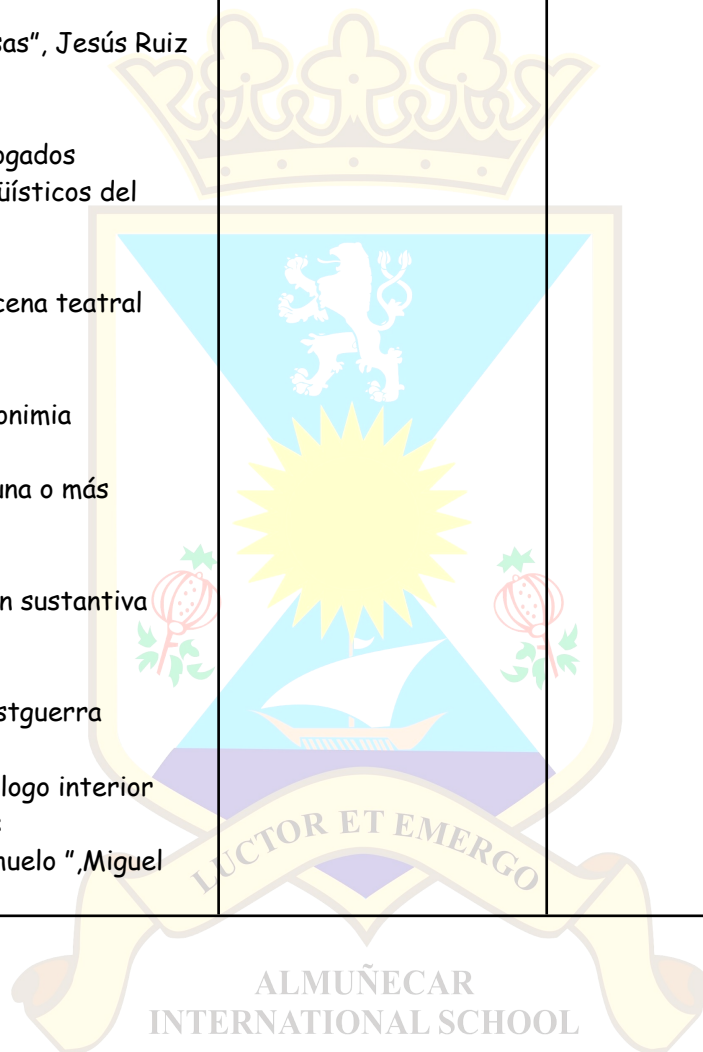 sas”, Jesús Ruiz
ogados
üísticos del
cena teatral
onimia
una o más
n sustantiva
stguerra
logo interior
huelo ”,Miguel
LUCTOR ET EMERGO
ALMUÑECAR
INTERNATIONAL SCHOOL